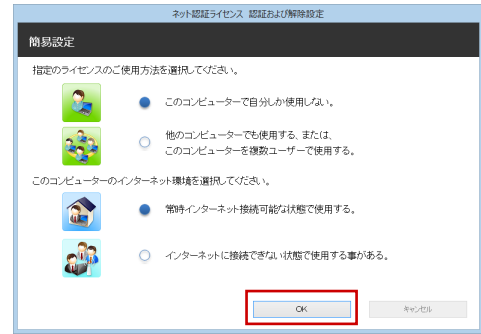 ネット認証ライセンス 認証および解除設定
簡易設定
指定のライセンスのご使用方法を選択してください。
このコンピューターで自分しか使用しない。
他のコンピューターでも使用する、または、
このコンピューターを複数ユーザーで使用する。
このコンピューターのインターネット環境を選択してください。
常時インターネット接続可能な状態で使用する。
インターネットに接続できない状態で使用する事がある。
OK
キャンセル